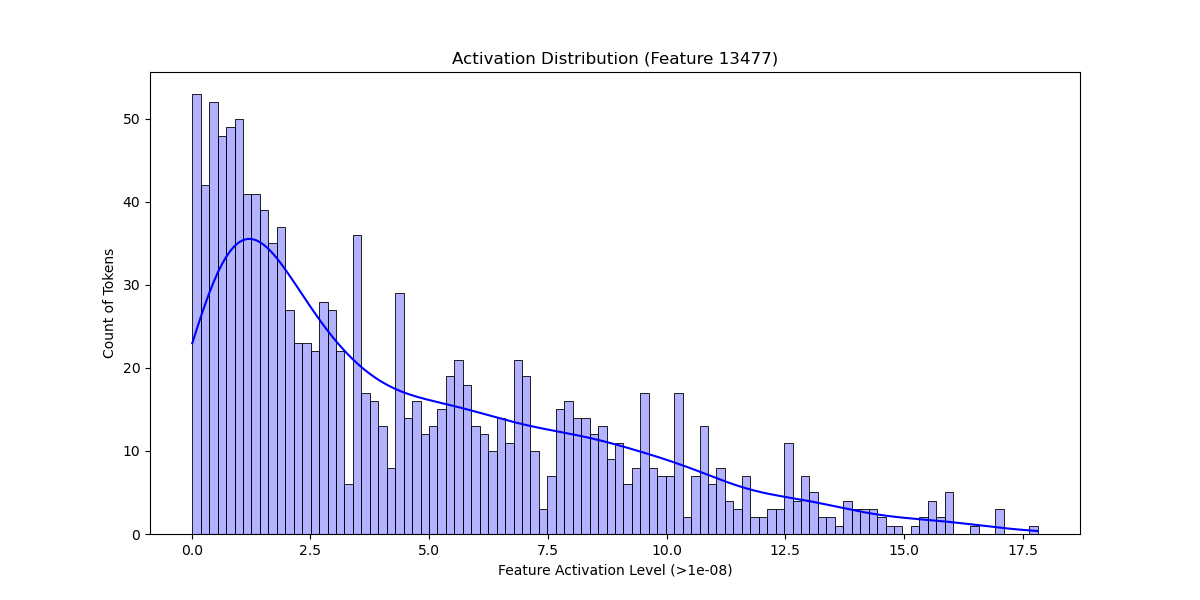 Activation Distribution (Feature 13477)
50
40
30
20
10
0
Count of Tokens
0.0 2.5 5.0 7.5 10.0 12.5 15.0 17.5
Feature Activation Level (>1e-08)